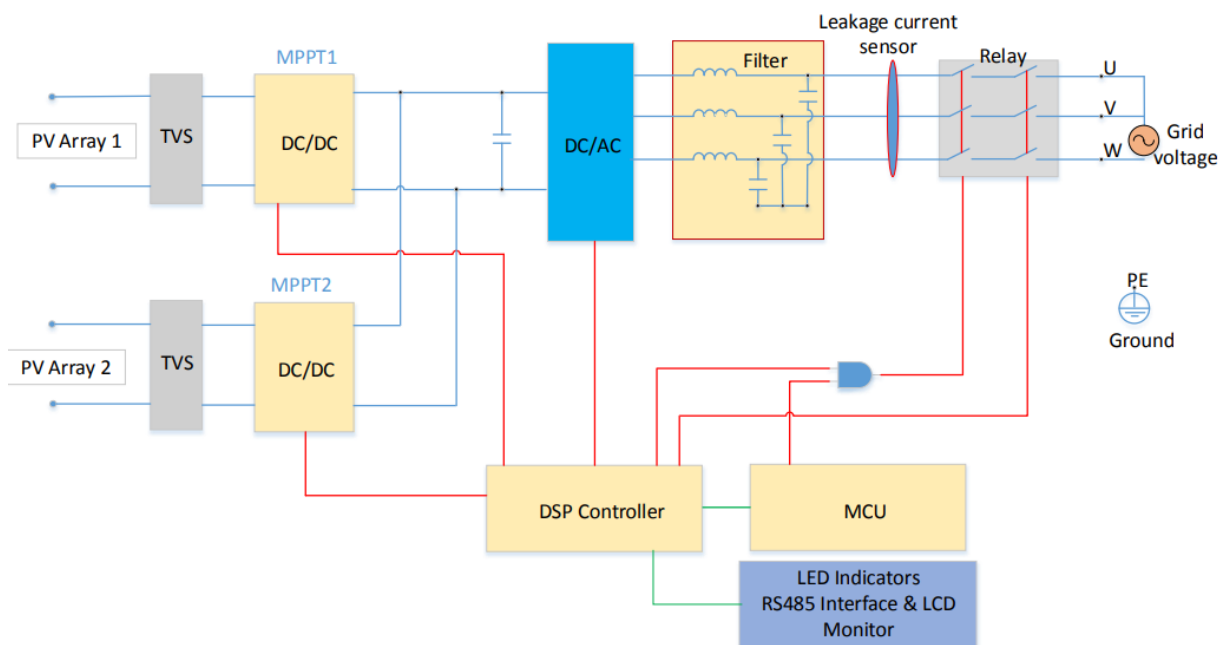 MPPT1
PV Array 1
TVS
DC/DC
DC/AC
Filter
Leakage current
sensor
Relay
U
V
W
Grid
voltage
MPPT2
PV Array 2
TVS
DC/DC
PE
Ground
DSP Controller
MCU
LED Indicators
RS485 Interface & LCD
Monitor